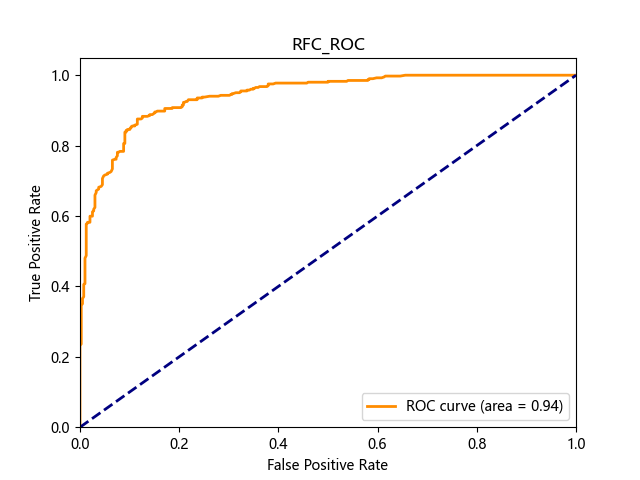 RFC_ROC
True Positive Rate
1.0
0.8
0.6
0.4
0.2
0.0
ROC curve (area = 0.94)
0.0 0.2 0.4 0.6 0.8 1.0
False Positive Rate